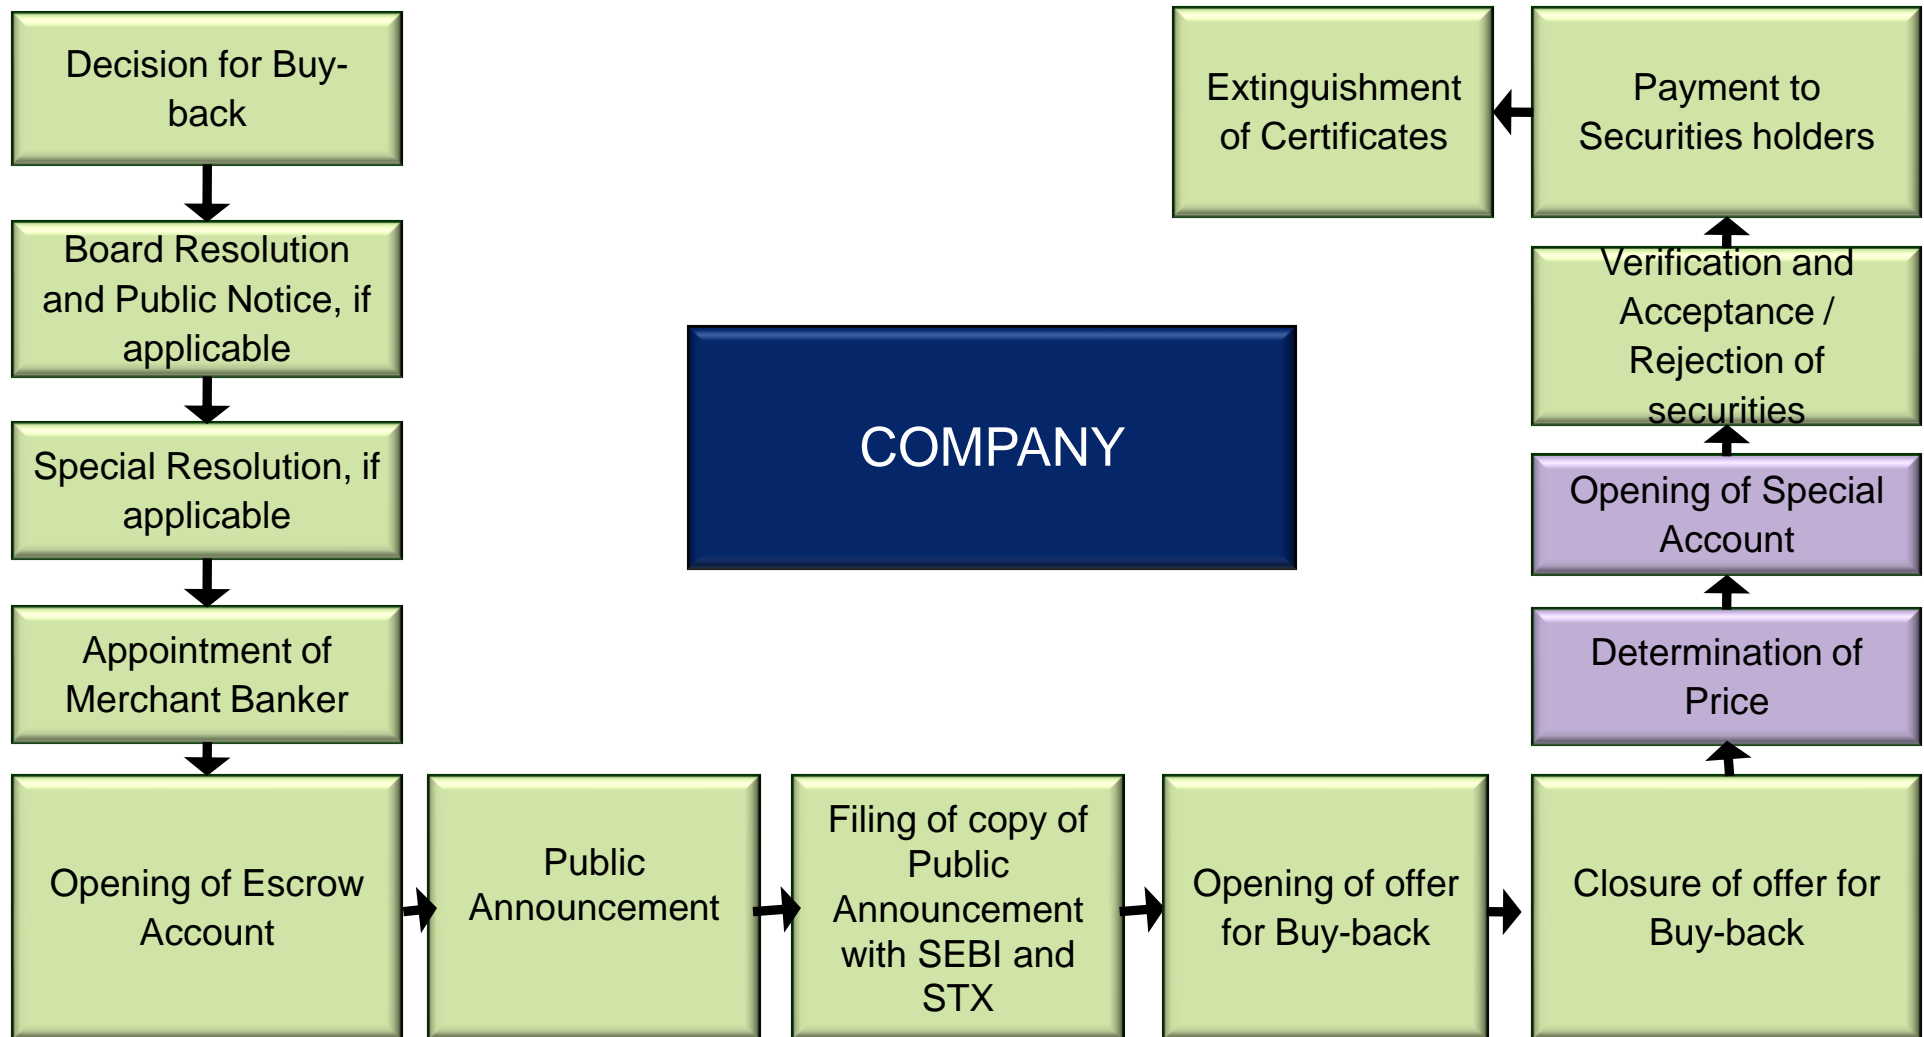 Decision for Buy-
back
Board Resolution
and Public Notice, if
applicable
Special Resolution, if
applicable
Appointment of
Merchant Banker
Opening of Escrow
Account
Public
Announcement
Filing of copy of
Public
Announcement
with SEBI and
STX
Opening of offer
for Buy-back
Closure of offer for
Buy-back
Determination of
Price
Opening of Special
Account
Verification and
Acceptance /
Rejection of
securities
Payment to
Securities holders
Extinguishment
of Certificates
COMPANY